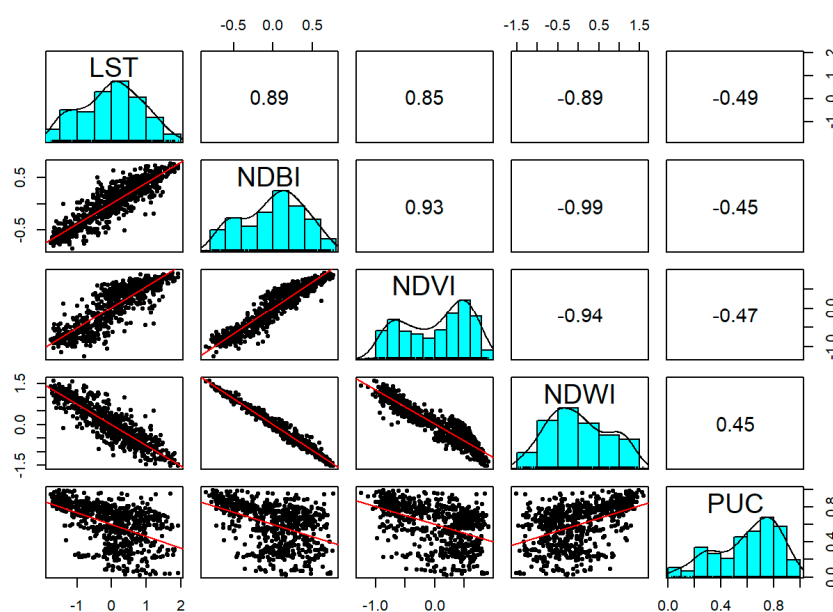 -0.5 0.0 0.5 -1.5 -0.5 0.5 1.5
LST 0.89 0.85 -0.89 -0.49 -1 0 1 2
-0.5 0.5 NDBI 0.93 -0.99 -0.45
NDVI -0.94 -0.47 -1.0 0.0
-1.5 0.0 1.5 NDWI 0.45
PUC 0.0 0.4 0.8
-1 0 1 2 -1.0 0.0 0.0 0.4 0.8